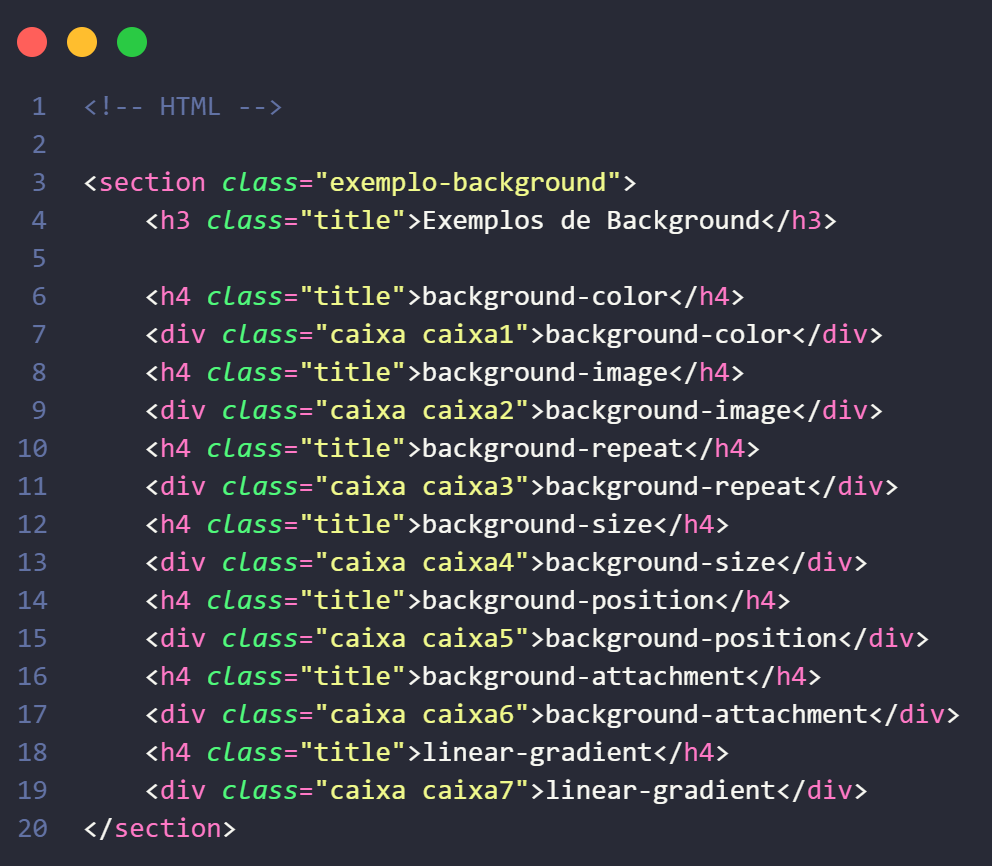 1 <!-- HTML -->
2
3 <section class="exemplo-background">
4     <h3 class="title">Exemplos de Background</h3>
5
6     <h4 class="title">background-color</h4>
7     <div class="caixa caixa1">background-color</div>
8     <h4 class="title">background-image</h4>
9     <div class="caixa caixa2">background-image</div>
10     <h4 class="title">background-repeat</h4>
11     <div class="caixa caixa3">background-repeat</div>
12     <h4 class="title">background-size</h4>
13     <div class="caixa caixa4">background-size</div>
14     <h4 class="title">background-position</h4>
15     <div class="caixa caixa5">background-position</div>
16     <h4 class="title">background-attachment</h4>
17     <div class="caixa caixa6">background-attachment</div>
18     <h4 class="title">linear-gradient</h4>
19     <div class="caixa caixa7">linear-gradient</div>
20 </section>